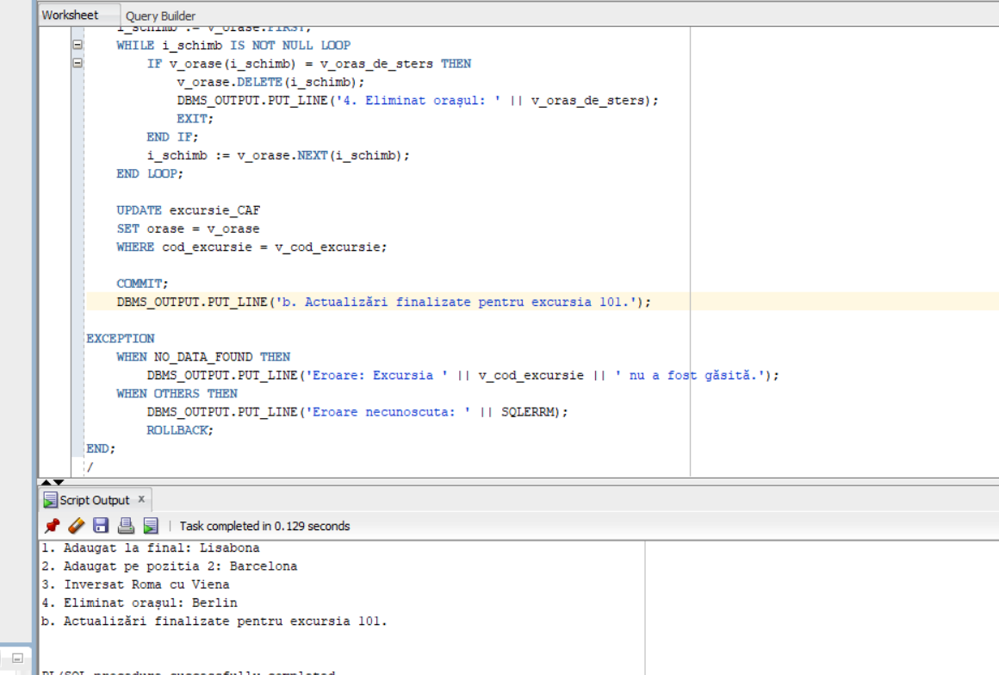 Worksheet Query Builder
i_schimb := v_orase.FIRST;
WHILE i_schimb IS NOT NULL LOOP
IF v_orase(i_schimb) = v_oras_de_sters THEN
v_orase.DELETE(i_schimb);
DBMS_OUTPUT.PUT_LINE('4. Eliminat orașul: ' || v_oras_de_sters);
EXIT;
END IF;
i_schimb := v_orase.NEXT(i_schimb);
END LOOP;
UPDATE excursie_CAF
SET orase = v_orase
WHERE cod_excursie = v_cod_excursie;
COMMIT;
DBMS_OUTPUT.PUT_LINE('b. Actualizări finalizate pentru excursia 101.');
EXCEPTION
WHEN NO_DATA_FOUND THEN
DBMS_OUTPUT.PUT_LINE('Eroare: Excursia ' || v_cod_excursie || ' nu a fost găsită.');
WHEN OTHERS THEN
DBMS_OUTPUT.PUT_LINE('Eroare necunoscuta: ' || SQLERRM);
ROLLBACK;
END;
/
Script Output x
Task completed in 0.129 seconds
1. Adaugat la final: Lisabona
2. Adaugat pe pozitia 2: Barcelona
3. Inversat Roma cu Viena
4. Eliminat orașul: Berlin
b. Actualizări finalizate pentru excursia 101.
PL/SQL procedure successfully completed